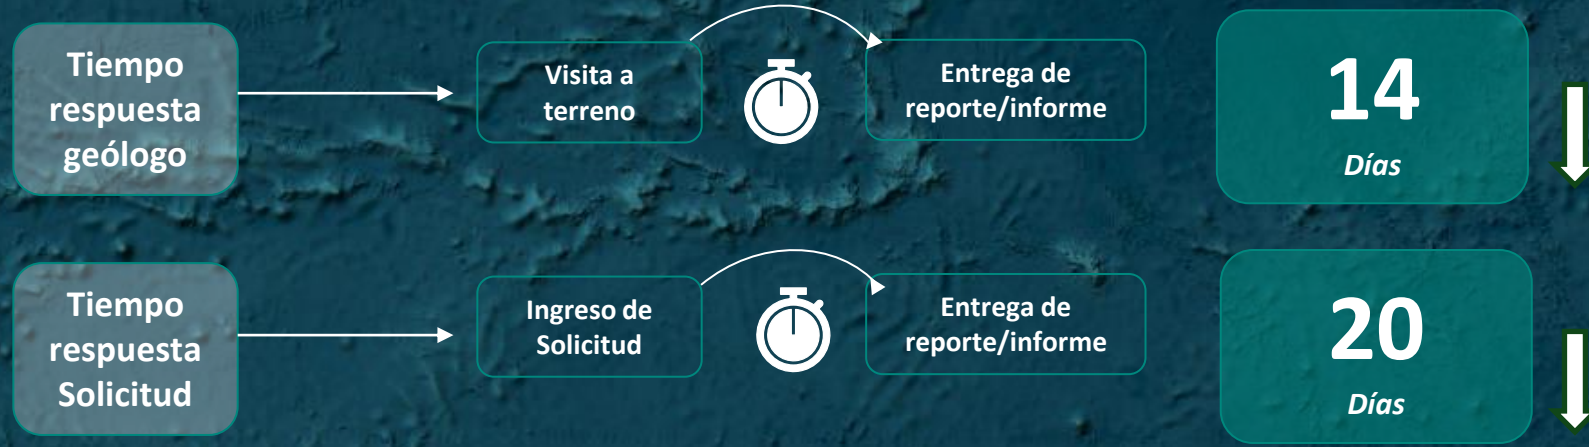 Tiempo
respuesta
geólogo
Visita a
terreno
Entrega de
reporte/informe
14
Días
Tiempo
respuesta
Solicitud
Ingreso de
Solicitud
Entrega de
reporte/informe
20
Días